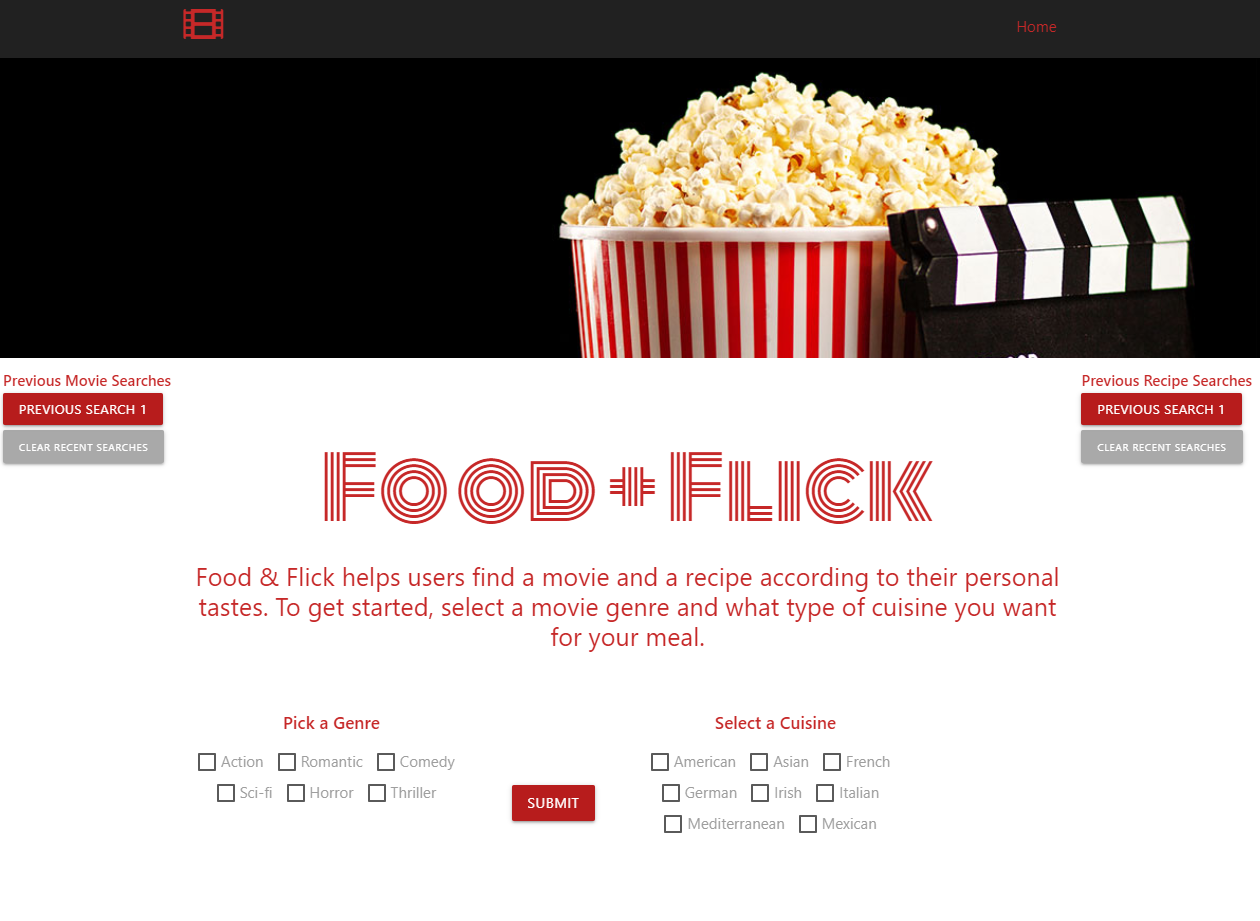 Home
Previous Movie Searches
PREVIOUS SEARCH 1
CLEAR RECENT SEARCHES
Previous Recipe Searches
PREVIOUS SEARCH 1
CLEAR RECENT SEARCHES
Food + Flick
Food & Flick helps users find a movie and a recipe according to their personal
tastes. To get started, select a movie genre and what type of cuisine you want
for your meal.
Pick a Genre
Action Romantic Comedy
Sci-fi Horror Thriller
SUBMIT
Select a Cuisine
American Asian French
German Irish Italian
Mediterranean Mexican